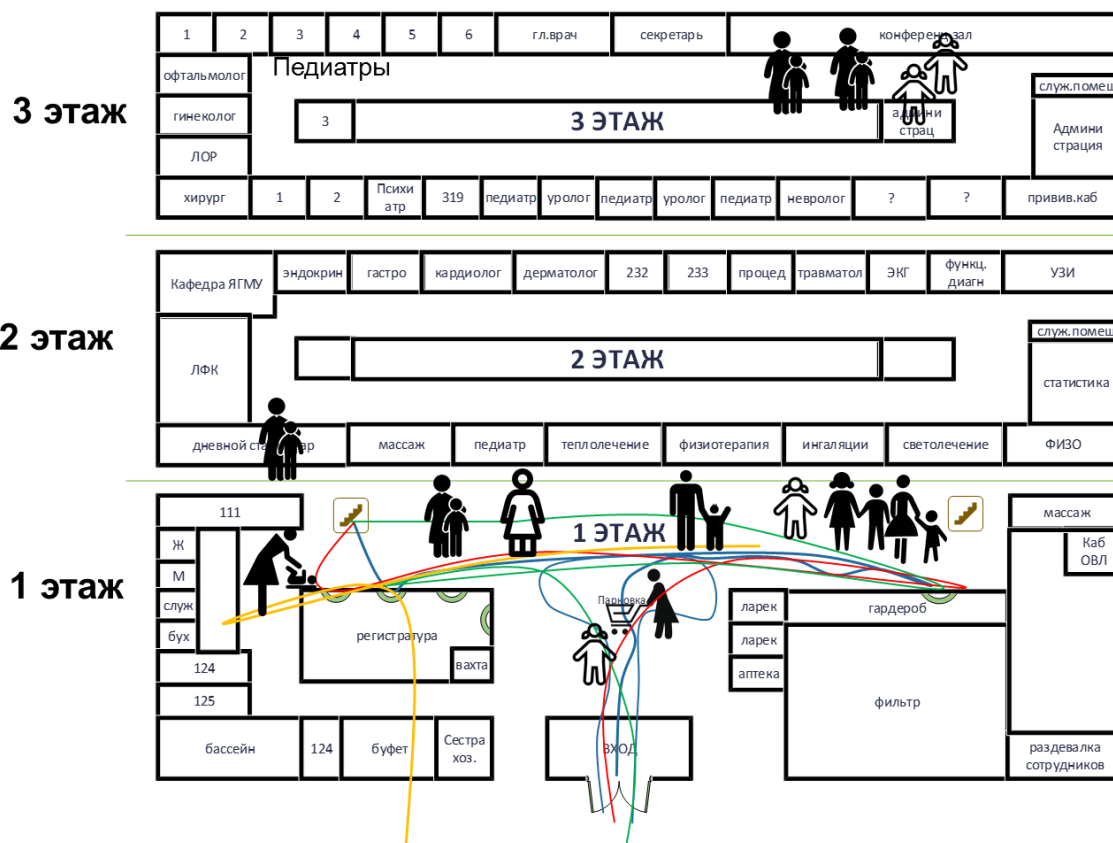 1 2 3 4 5 6 гл.врач секретарь конференц.зал
офтальмолог Педиатры
служ.помещ
3 этаж
гинеколог 3 3 ЭТАЖ
админи
страц
Админи
страция
ЛОР
хирург 1 2
Психи
атр
319 педиатр уролог педиатр уролог педиатр невролог ? ? привив.каб
Кафедра ЯГМУ эндокрин гастро кардиолог дерматолог 232 233 процед травматол ЭКГ
функц.
диагн
УЗИ
служ.помещ
2 этаж
ЛФК 2 ЭТАЖ статистика
дневной стационар массаж педиатр теплолечение физиотерапия ингаляции светолечение ФИЗО
111 1 ЭТАЖ массаж
Ж
Каб
ОВЛ
М
1 этаж
служ Парковка ларек гардероб
бух регистратура ларек
124 вахта аптека
125 фильтр
бассейн 124 буфет
Сестра
хоз.
ВХОД
раздевалка
сотрудников